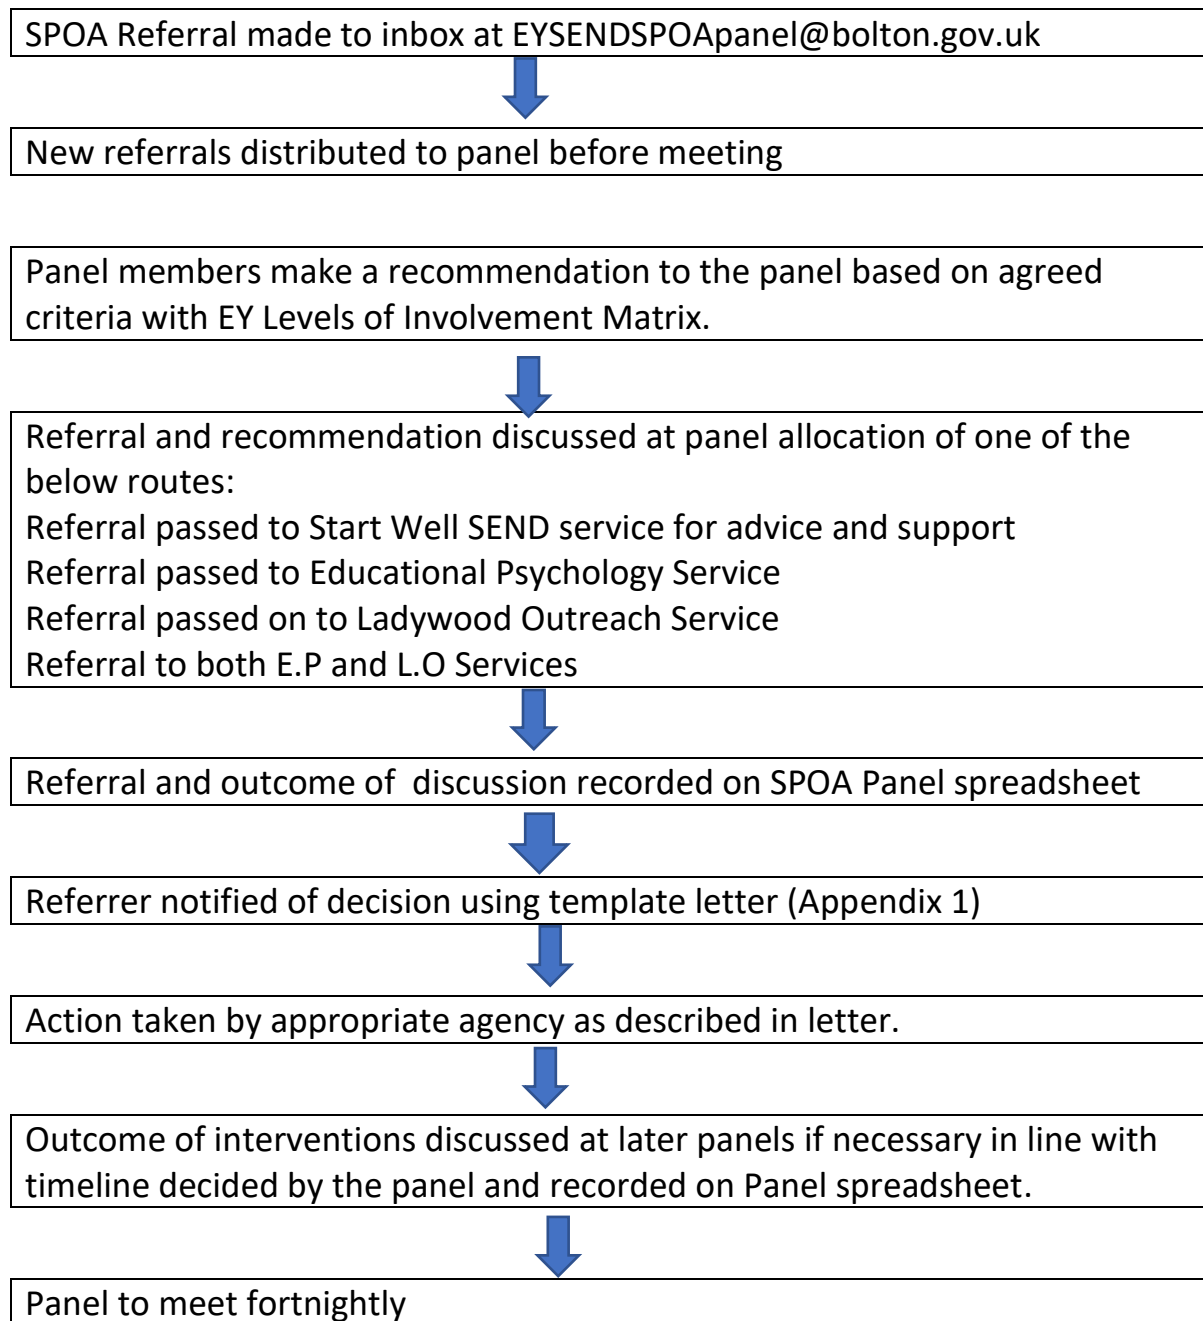 SPOA Referral made to inbox at EYSENDSPOApanel@bolton.gov.uk
New referrals distributed to panel before meeting
Panel members make a recommendation to the panel based on agreed
criteria with EY Levels of Involvement Matrix.
Referral and recommendation discussed at panel allocation of one of the
below routes:
Referral passed to Start Well SEND service for advice and support
Referral passed to Educational Psychology Service
Referral passed on to Ladywood Outreach Service
Referral to both E.P and L.O Services
Referral and outcome of  discussion recorded on SPOA Panel spreadsheet
Referrer notified of decision using template letter (Appendix 1)
Action taken by appropriate agency as described in letter.
Outcome of interventions discussed at later panels if necessary in line with
timeline decided by the panel and recorded on Panel spreadsheet.
Panel to meet fortnightly